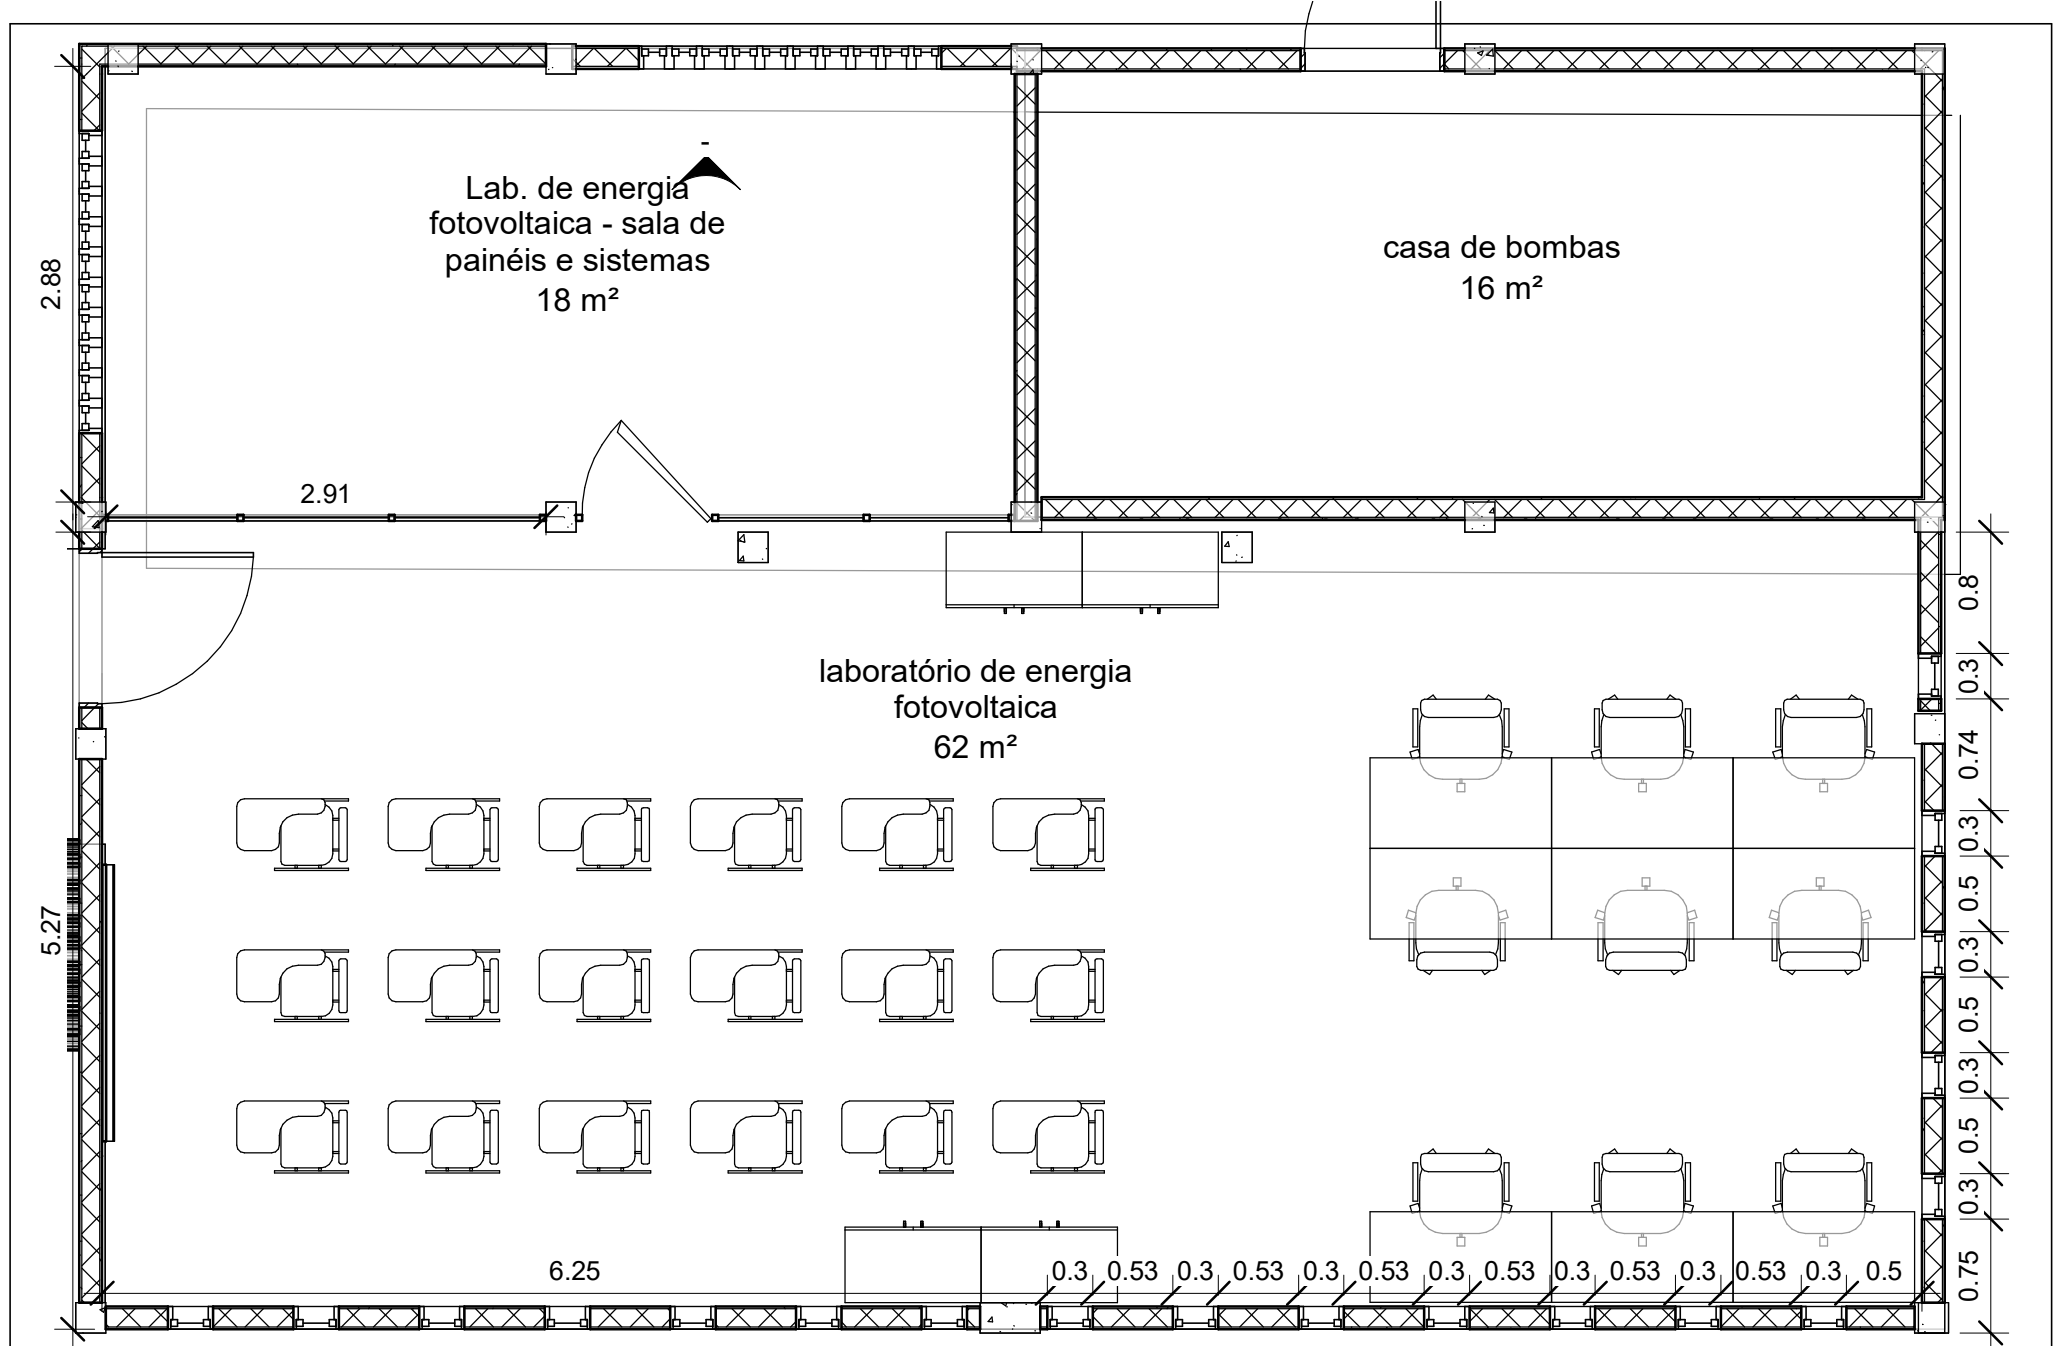 -
Lab. de energia
fotovoltaica - sala de
painéis e sistemas
18 m²
casa de bombas
16 m²
2.88
2.91
laboratório de energia
fotovoltaica
62 m²
5.27
0.8
0.3
0.74
0.3
0.5
0.3
0.5
0.3
0.5
0.3
0.75
6.25
0.3 0.53 0.3 0.53 0.3 0.53 0.3 0.53 0.3 0.53 0.3 0.53 0.3 0.5